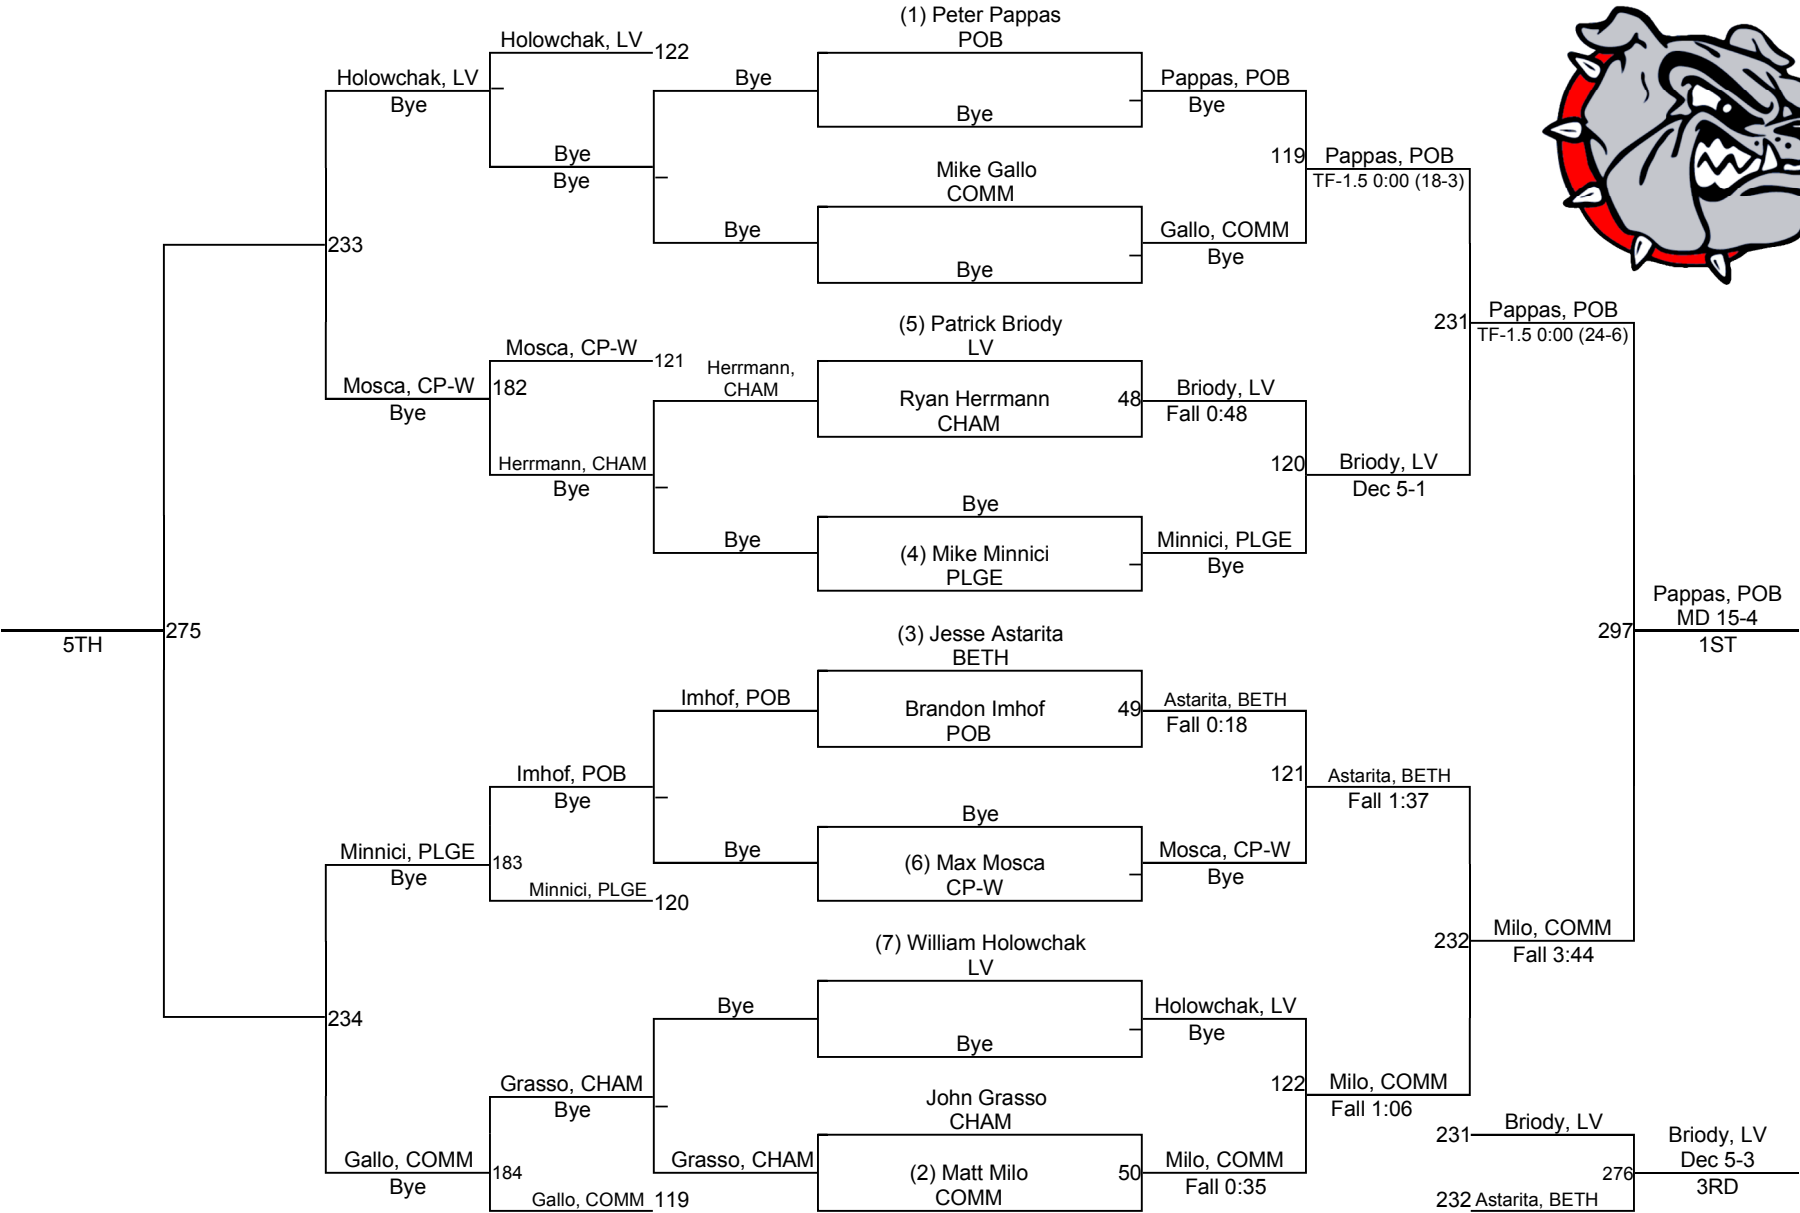 (1) Peter Pappas
POB
Holowchak, LV
122
Holowchak, LV
Bye
Bye
Pappas, POB
Bye
Bye
Bye
Bye
Mike Gallo
COMM
119
Pappas, POB
TF-1.5 0:00 (18-3)
Bye
Gallo, COMM
Bye
Bye
233
(5) Patrick Briody
LV
231
Pappas, POB
TF-1.5 0:00 (24-6)
Mosca, CP-W
121
Herrmann,
CHAM
Mosca, CP-W
Bye
182
Ryan Herrmann
CHAM
48
Briody, LV
Fall 0:48
Herrmann, CHAM
Bye
120
Briody, LV
Dec 5-1
Bye
Bye
(4) Mike Minnici
PLGE
Minnici, PLGE
Bye
5TH
275
(3) Jesse Astarita
BETH
297
Pappas, POB
MD 15-4
1ST
Imhof, POB
Brandon Imhof
POB
49
Astarita, BETH
Fall 0:18
Imhof, POB
Bye
121
Astarita, BETH
Fall 1:37
Bye
Minnici, PLGE
Bye
183
Bye
(6) Max Mosca
CP-W
Mosca, CP-W
Bye
Minnici, PLGE
120
(7) William Holowchak
LV
232
Milo, COMM
Fall 3:44
234
Bye
Bye
Holowchak, LV
Bye
Grasso, CHAM
Bye
John Grasso
CHAM
122
Milo, COMM
Fall 1:06
231
Briody, LV
Gallo, COMM
Bye
184
Grasso, CHAM
(2) Matt Milo
COMM
50
Milo, COMM
Fall 0:35
276
Briody, LV
Dec 5-3
3RD
Gallo, COMM
119
232
Astarita, BETH